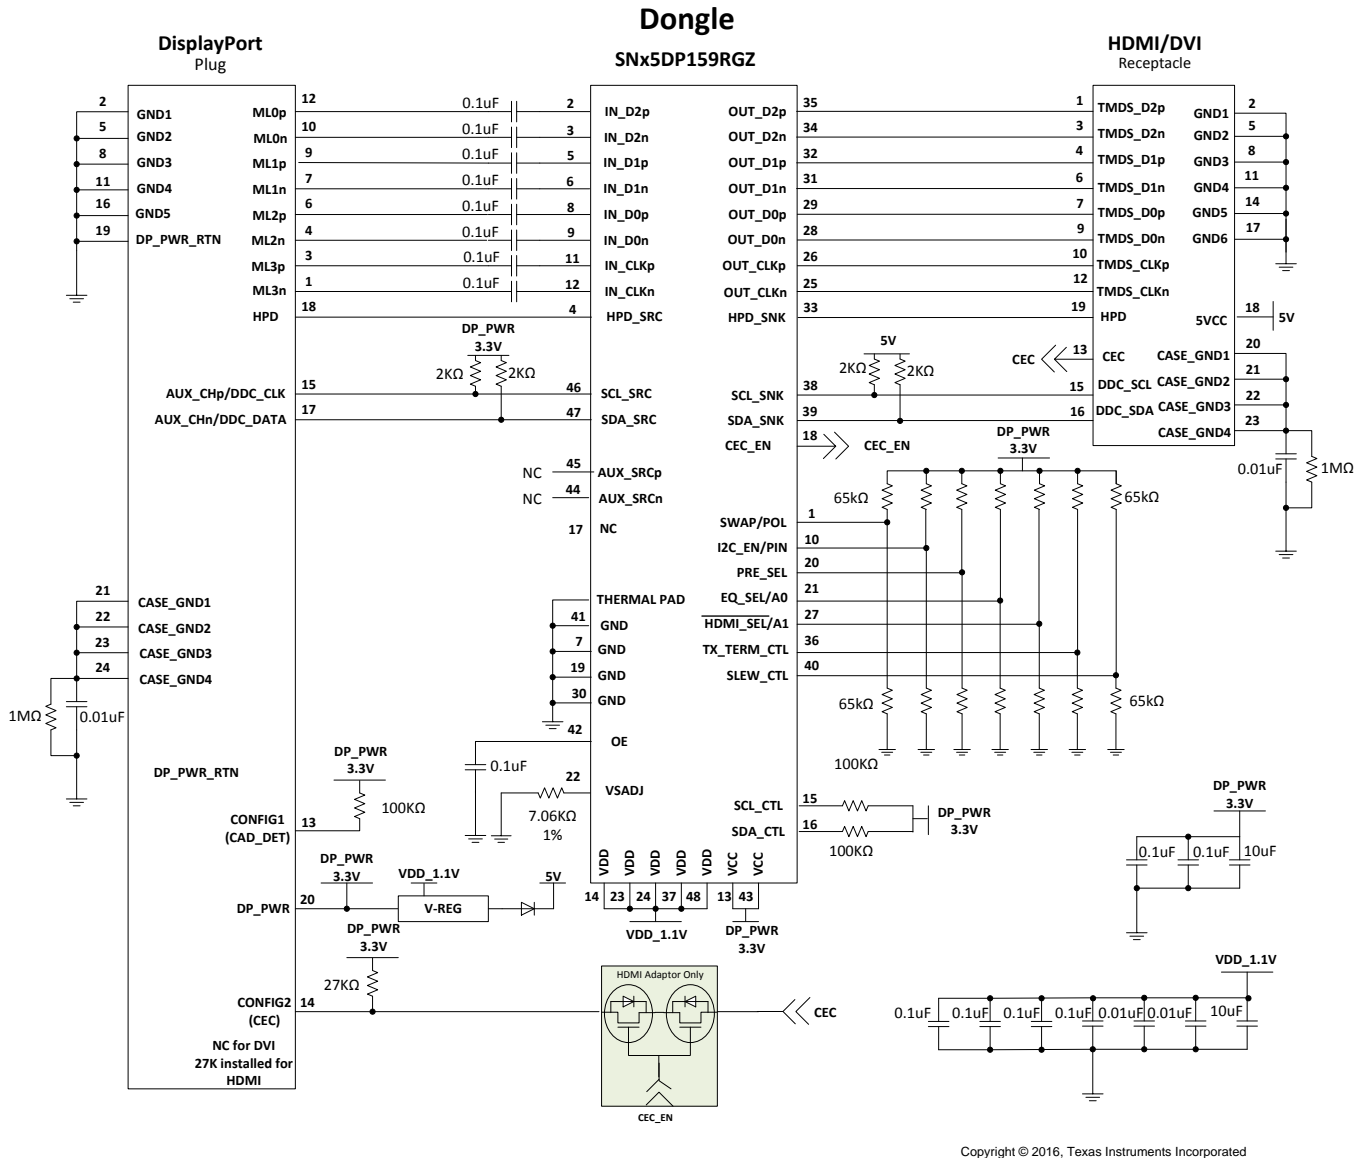 Dongle
DisplayPort
Plug
SNx5DP159RGZ
HDMI/DVI
Receptacle
2 GND1
5 GND2
8 GND3
11 GND4
16 GND5
19 DP_PWR_RTN
ML0p 12
ML0n 10
ML1p 9
ML1n 7
ML2p 6
ML2n 4
ML3p 3
ML3n 1
HPD 18
0.1uF
0.1uF
0.1uF
0.1uF
0.1uF
0.1uF
0.1uF
0.1uF
2 IN_D2p
3 IN_D2n
5 IN_D1p
6 IN_D1n
8 IN_D0p
9 IN_D0n
11 IN_CLKp
12 IN_CLKn
4 HPD_SRC
OUT_D2p 35
OUT_D2n 34
OUT_D1p 32
OUT_D1n 31
OUT_D0p 29
OUT_D0n 28
OUT_CLKp 26
OUT_CLKn 25
HPD_SNK 33
1 TMDS_D2p
3 TMDS_D2n
4 TMDS_D1p
6 TMDS_D1n
7 TMDS_D0p
9 TMDS_D0n
10 TMDS_CLKp
12 TMDS_CLKn
19 HPD
GND1 2
GND2 5
GND3 8
GND4 11
GND5 14
GND6 17
5VCC 18 5V
CEC 13 CEC
CASE_GND1 20
CASE_GND2 21
CASE_GND3 22
CASE_GND4 23
15 DDC_SCL
16 DDC_SDA
0.01uF 1MΩ
DP_PWR
3.3V
2KΩ 2KΩ
AUX_CHp/DDC_CLK 15
AUX_CHn/DDC_DATA 17
46 SCL_SRC
47 SDA_SRC
5V
2KΩ 2KΩ
SCL_SNK 38
SDA_SNK 39
CEC_EN 18 CEC_EN
NC 45 AUX_SRCp
NC 44 AUX_SRCn
17 NC
DP_PWR
3.3V
65kΩ 65kΩ
SWAP/POL 1
I2C_EN/PIN 10
PRE_SEL 20
EQ_SEL/A0 21
HDMI_SEL/A1 27
TX_TERM_CTL 36
SLEW_CTL 40
65kΩ 65kΩ
THERMAL PAD
41 GND
7 GND
19 GND
30 GND
42 OE
0.1uF
22 VSADJ
7.06KΩ
1%
21 CASE_GND1
22 CASE_GND2
23 CASE_GND3
24 CASE_GND4
1MΩ 0.01uF
DP_PWR_RTN
DP_PWR
3.3V
100KΩ
CONFIG1 13
(CAD_DET)
100KΩ
SCL_CTL 15
SDA_CTL 16
100KΩ
DP_PWR
3.3V
VDD VDD VDD VDD VDD VCC VCC
14 23 24 37 48 13 43
VDD_1.1V
DP_PWR
3.3V
DP_PWR
3.3V
VDD_1.1V
5V
DP_PWR 20
V-REG
DP_PWR
3.3V
27KΩ
CONFIG2 14
(CEC)
NC for DVI
27K installed for
HDMI
HDMI Adaptor Only
CEC
CEC_EN
DP_PWR
3.3V
0.1uF 0.1uF 10uF
VDD_1.1V
0.1uF 0.1uF 0.1uF 0.1uF 0.01uF 0.01uF 10uF
Copyright © 2016, Texas Instruments Incorporated